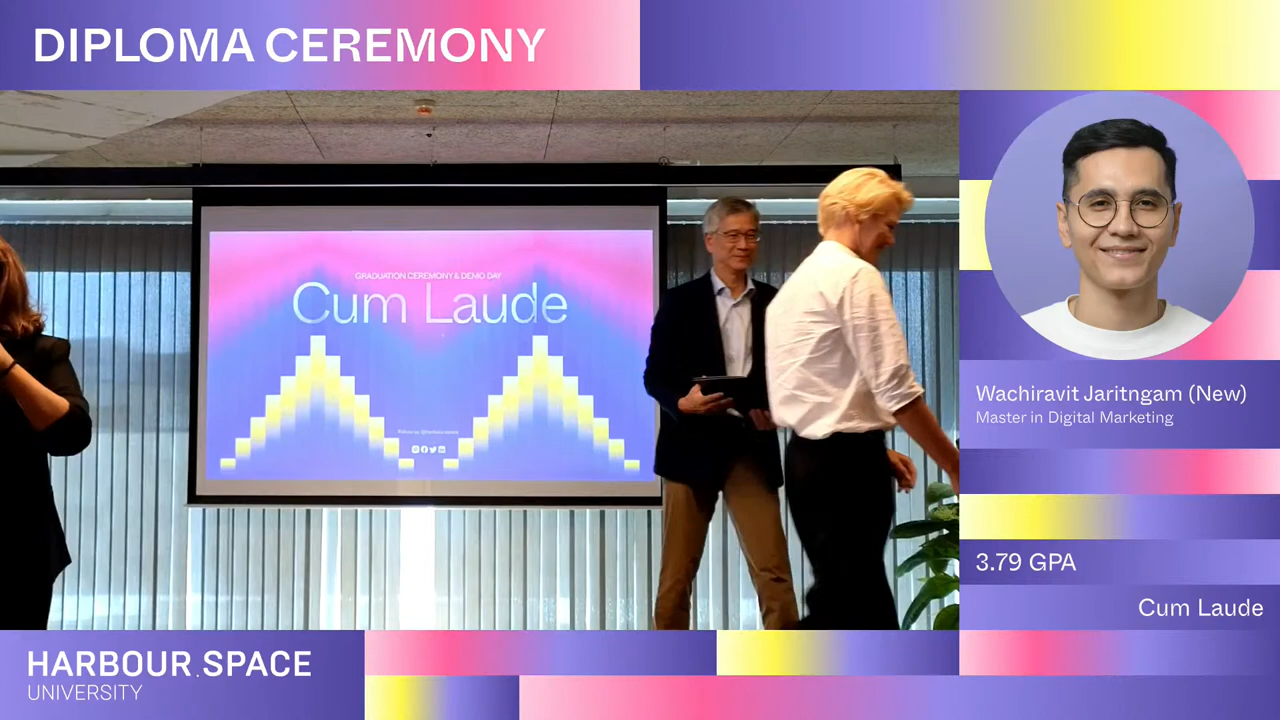 DIPLOMA CEREMONY
GRADUATION CEREMONY & DEMO DAY
Cum Laude
Wachiravit Jaritngam (New)
Master in Digital Marketing
3.79 GPA
Cum Laude
HARBOUR.SPACE
UNIVERSITY